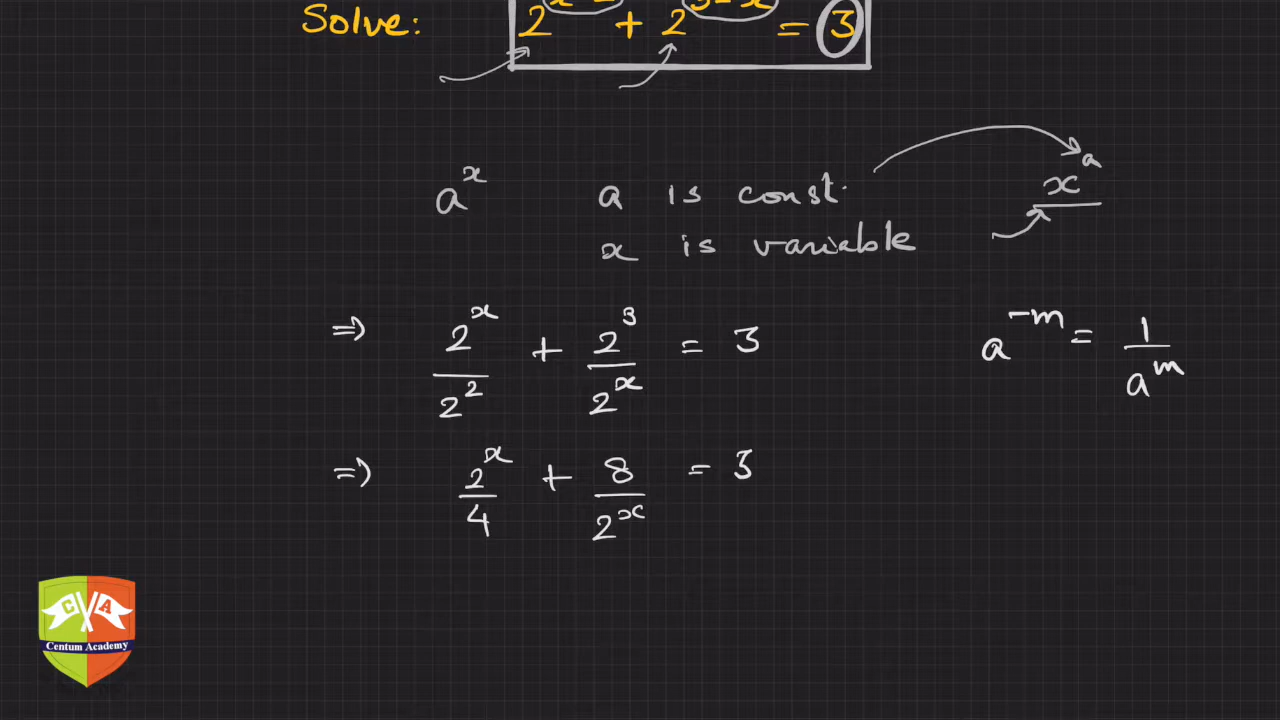 Solve: 2^(x-2) + 2^(3-x) = 3
a^x a is const. x^a
x is variable
⇒ 2^x/2^2 + 2^3/2^x = 3 a^-m = 1/a^m
⇒ 2^x/4 + 8/2^x = 3
C A
Centum Academy